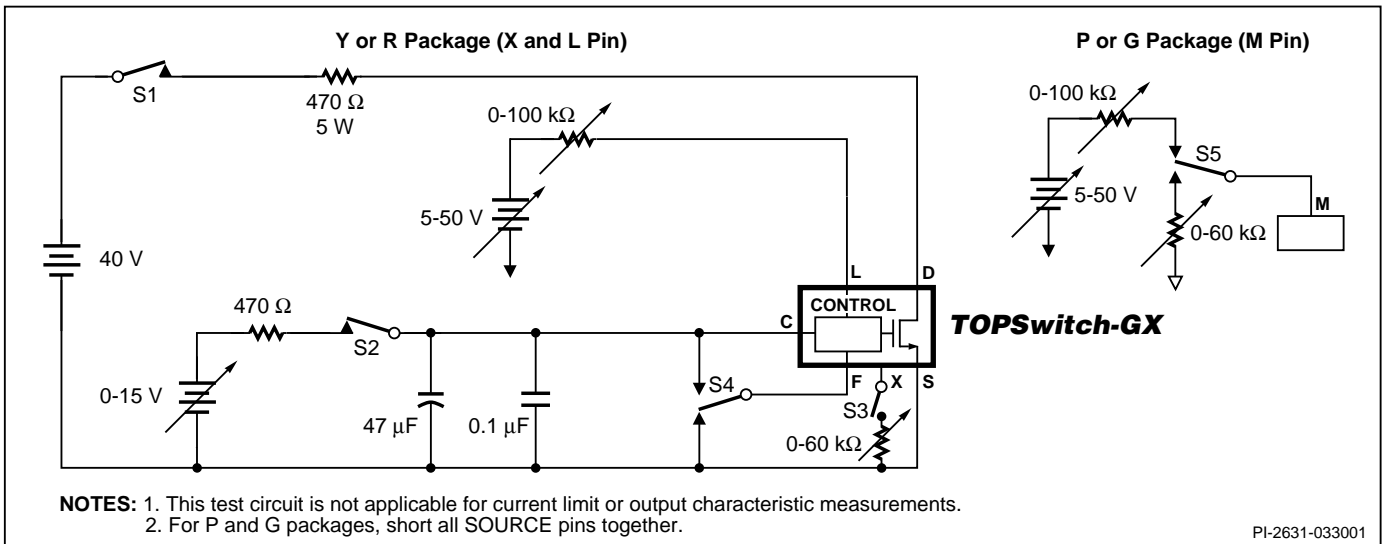 Y or R Package (X and L Pin)
P or G Package (M Pin)
S1
470 Ω
5 W
0-100 kΩ
5-50 V
40 V
0-100 kΩ
S5
5-50 V
0-60 kΩ
M
L
D
CONTROL
C
TOPSwitch-GX
470 Ω
S2
0-15 V
47 µF
0.1 µF
S4
F
X
S
S3
0-60 kΩ
NOTES: 1. This test circuit is not applicable for current limit or output characteristic measurements.
2. For P and G packages, short all SOURCE pins together.
PI-2631-033001